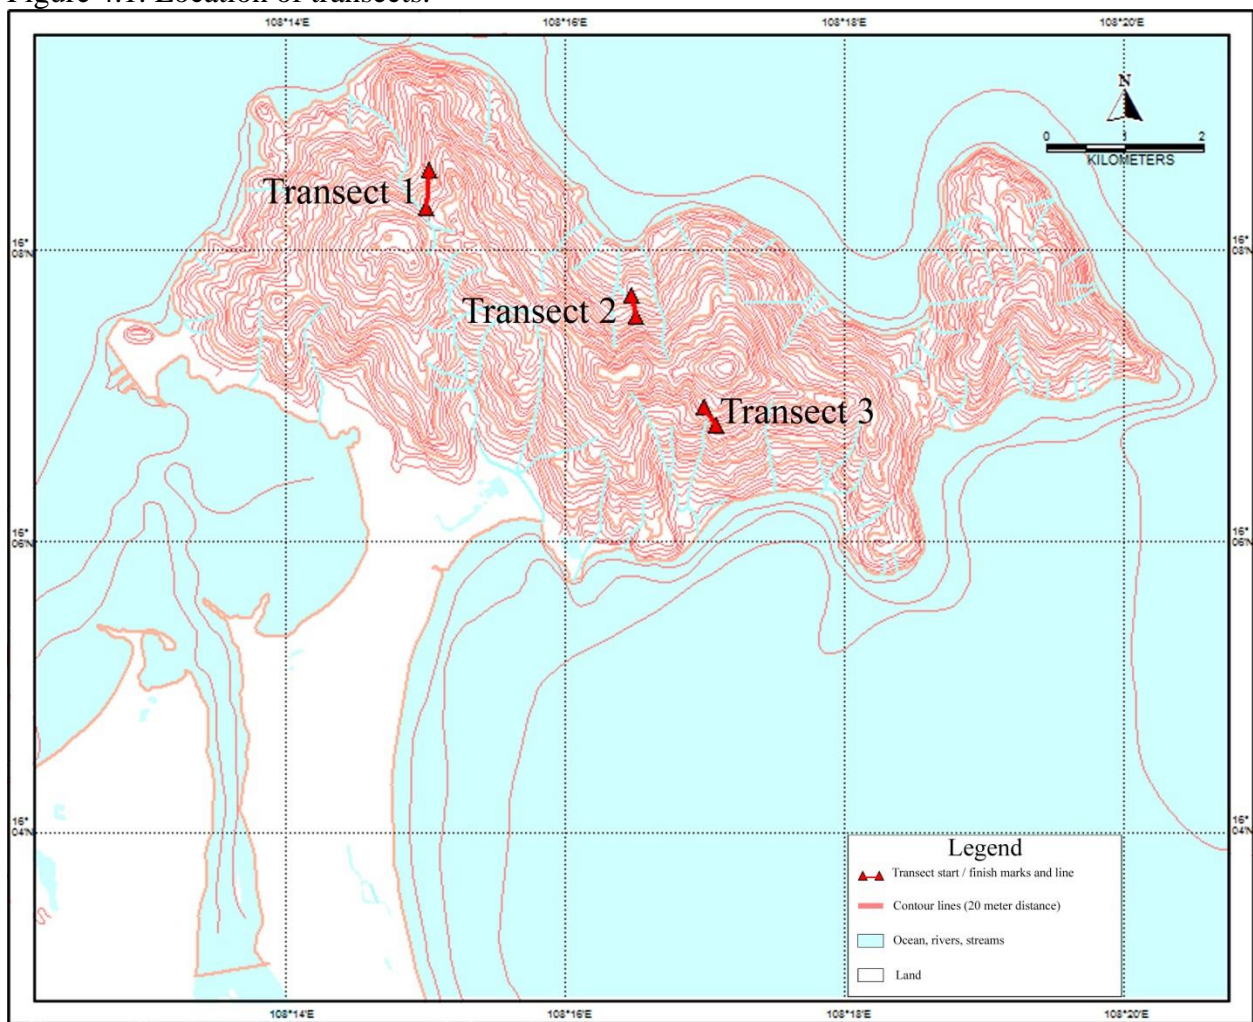 Figure 4.1. Location of transects.
108°14'E 108°16'E 108°18'E 108°20'E
N
0 1 2
KILOMETERS
Transect 1
16° 16°
08'N 08'N
Transect 2
Transect 3
16° 16°
06'N 06'N
16° 16°
04'N 04'N
Legend
Transect start / finish marks and line
Contour lines (20 meter distance)
Ocean, rivers, streams
Land
108°14'E 108°16'E 108°18'E 108°20'E